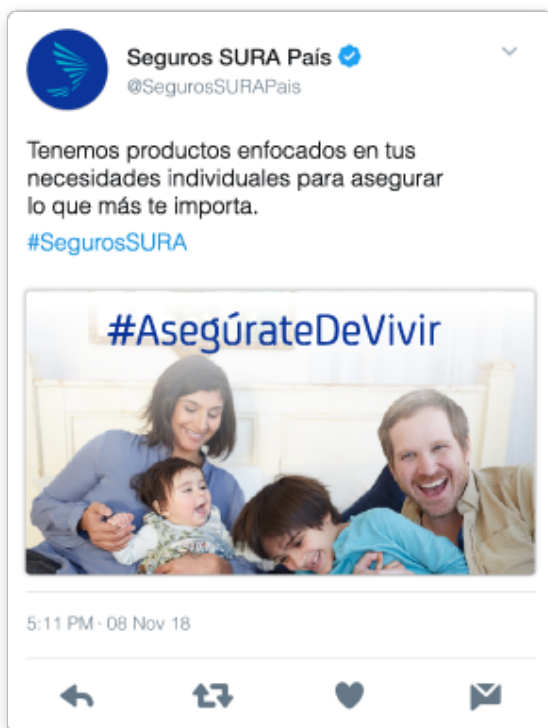 Seguros SURA País
@SegurosSURAPais
Tenemos productos enfocados en tus
necesidades individuales para asegurar
lo que más te importa.
#SegurosSURA
#AsegúrateDeVivir
5:11 PM · 08 Nov 18